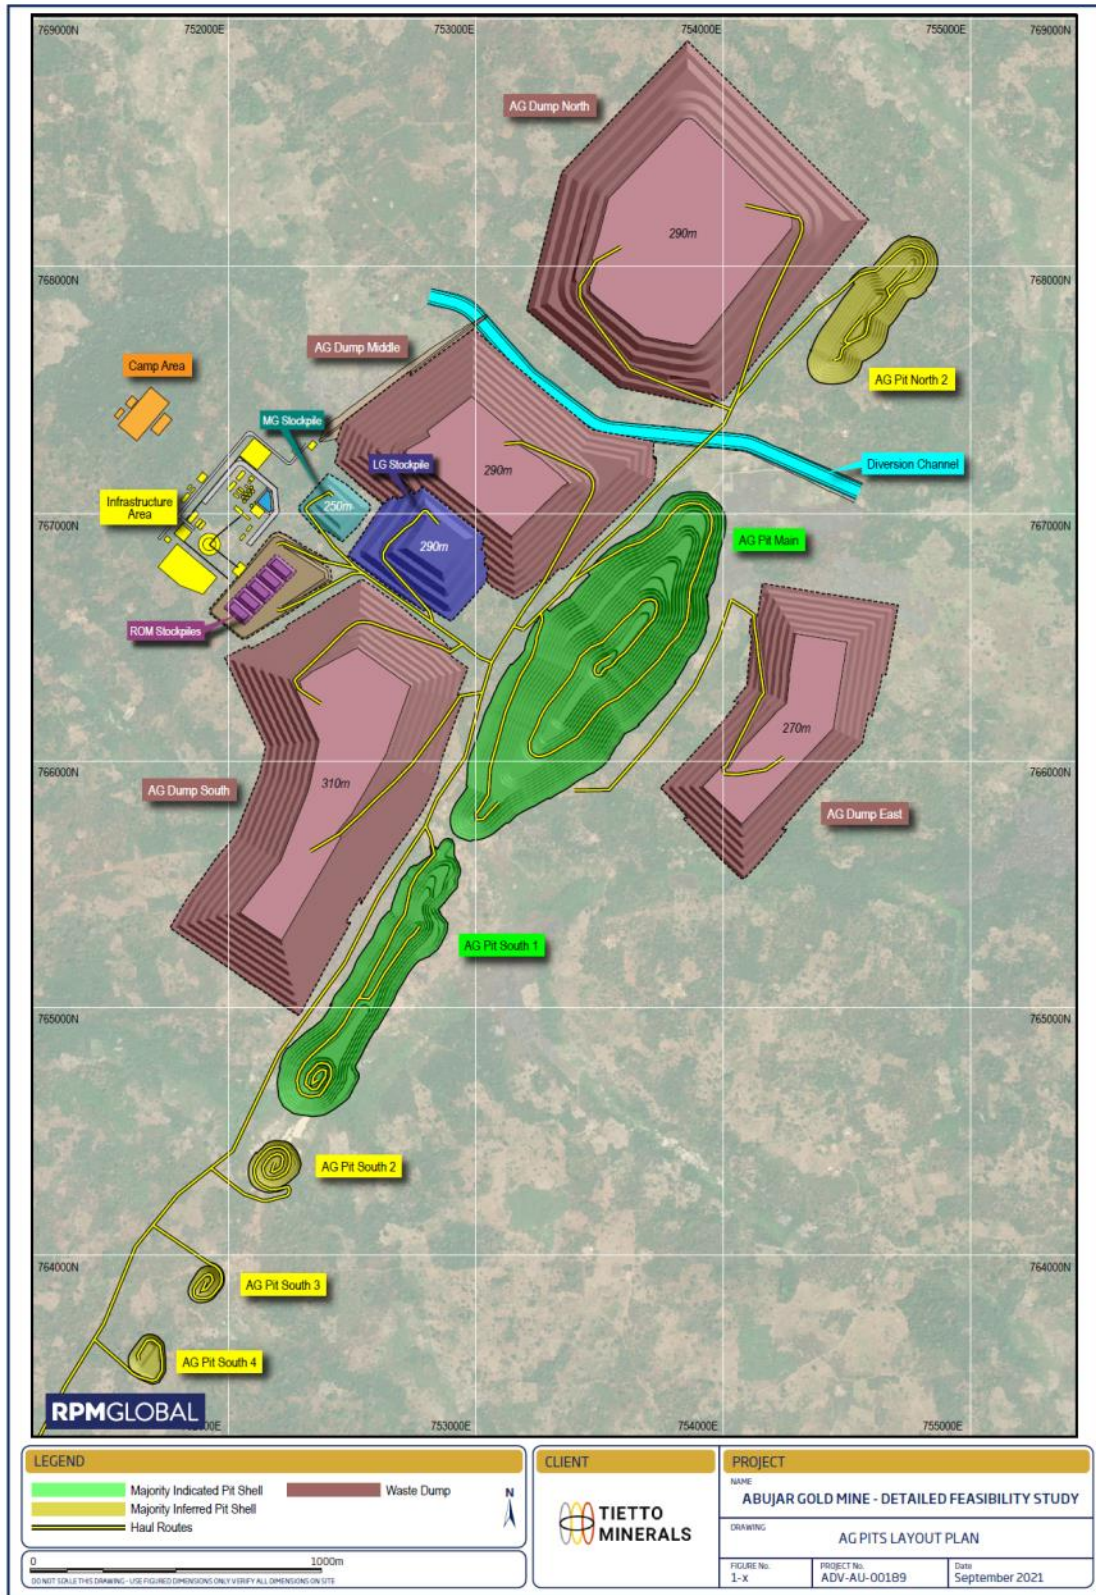 769000N
752000E
753000E
754000E
755000E
769000N
AG Dump North
290m
768000N
768000N
AG Dump Middle
Camp Area
AG Pit North 2
MG Stockpile
LG Stockpile
290m
Diversion Channel
Infrastructure
Area
250m
767000N
767000N
290m
AG Pit Main
ROM Stockpiles
270m
766000N
766000N
310m
AG Dump South
AG Dump East
AG Pit South 1
765000N
765000N
AG Pit South 2
764000N
764000N
AG Pit South 3
AG Pit South 4
RPMGLOBAL
753000E
754000E
755000E
LEGEND
Majority Indicated Pit Shell
Waste Dump
Majority Inferred Pit Shell
Haul Routes
N
0
1000m
DO NOT SCALE THIS DRAWING - USE FIGURED DIMENSIONS ONLY VERIFY ALL DIMENSIONS ON SITE
CLIENT
TIETTO
MINERALS
PROJECT
NAME
ABUJAR GOLD MINE - DETAILED FEASIBILITY STUDY
DRAWING
AG PITS LAYOUT PLAN
FIGURE No.
1-x
PROJECT No.
ADV-AU-00189
Date
September 2021